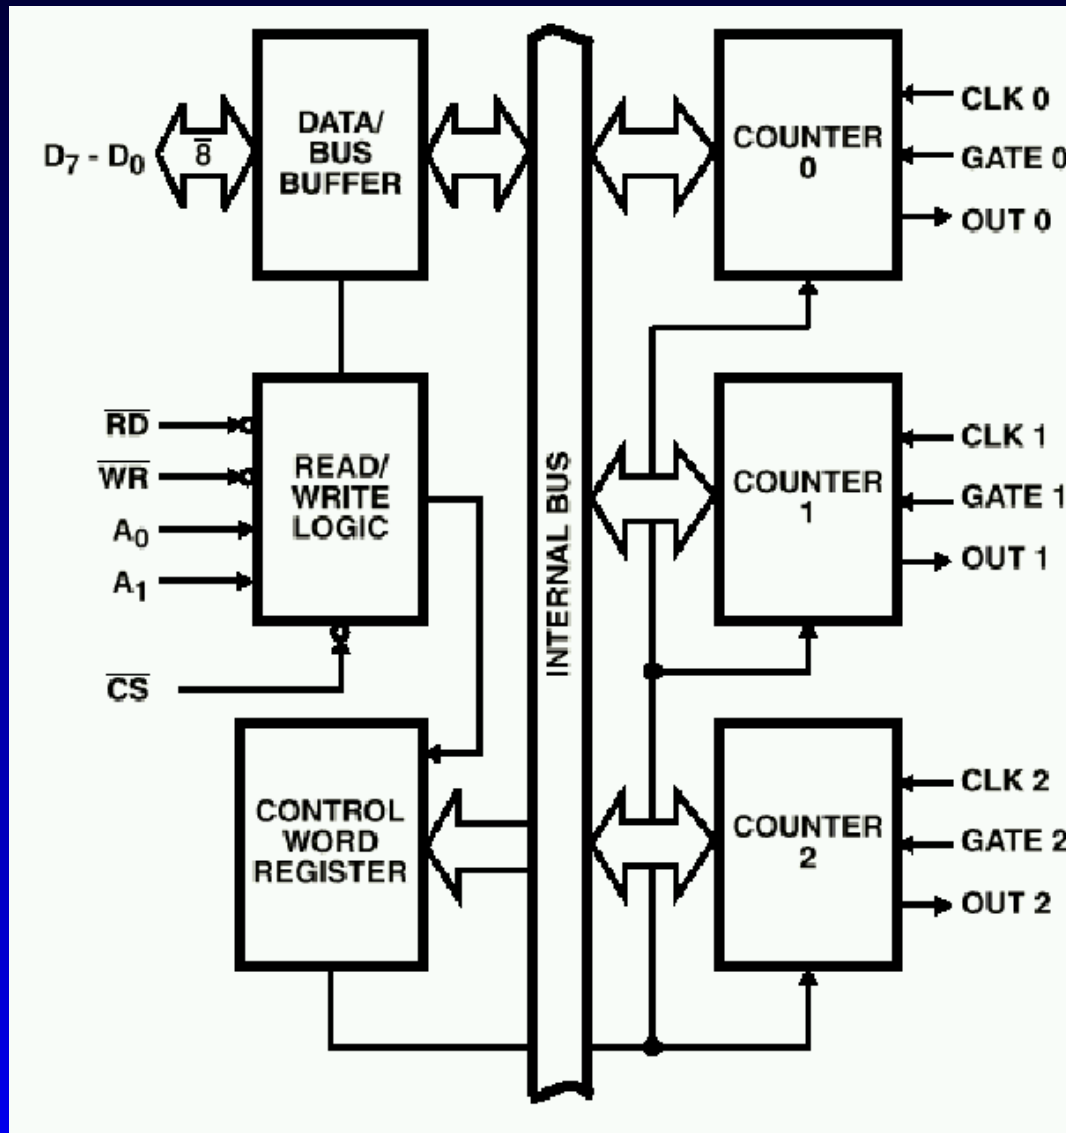 D7 - D0
8
DATA/
BUS
BUFFER
COUNTER
0
CLK 0
GATE 0
OUT 0
RD
WR
A0
A1
CS
READ/
WRITE
LOGIC
INTERNAL BUS
COUNTER
1
CLK 1
GATE 1
OUT 1
CONTROL
WORD
REGISTER
COUNTER
2
CLK 2
GATE 2
OUT 2